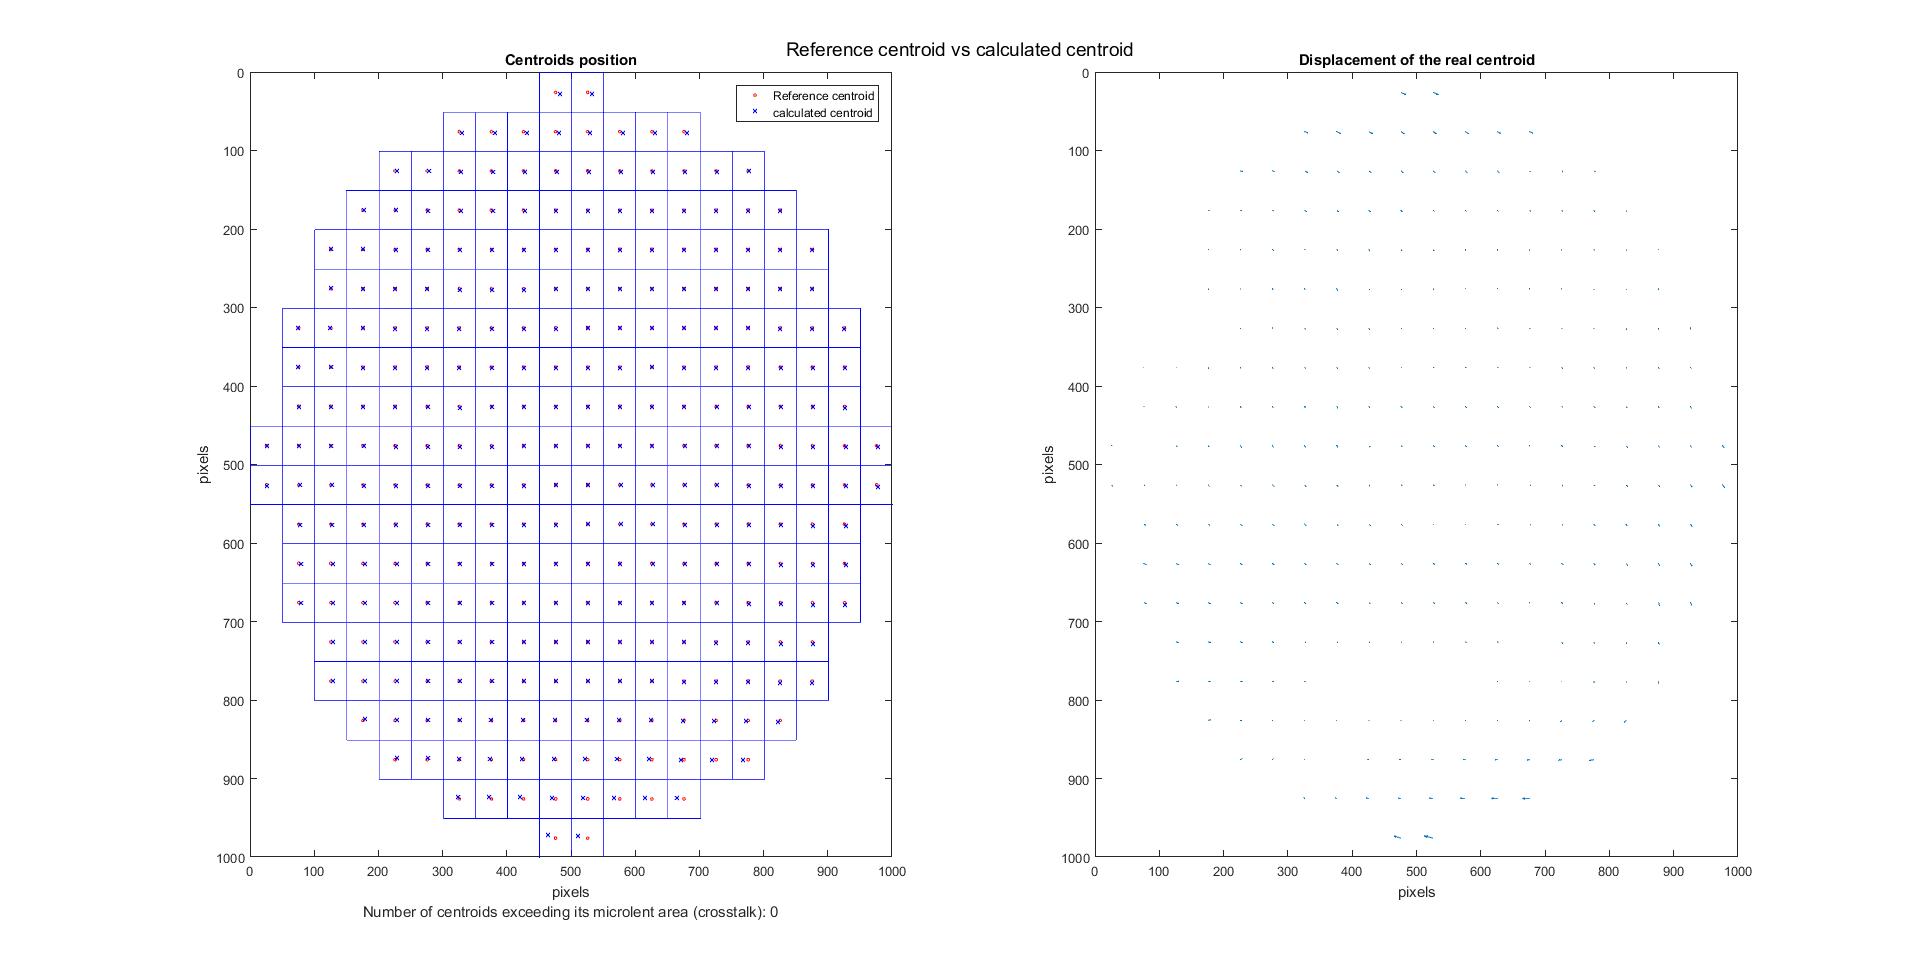 Reference centroid vs calculated centroid
Centroids position
Reference centroid
calculated centroid
0
100
200
300
400
500
600
700
800
900
1000
pixels
0 100 200 300 400 500 600 700 800 900 1000
pixels
Number of centroids exceeding its microlent area (crosstalk): 0
Displacement of the real centroid
0
100
200
300
400
500
600
700
800
900
1000
pixels
0 100 200 300 400 500 600 700 800 900 1000
pixels